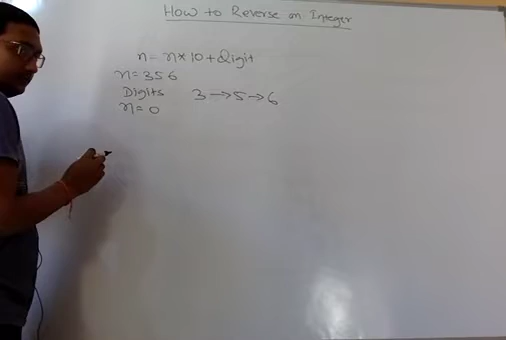 How to Reverse an Integer
n = n * 10 + Digit
n = 356
Digits 3 → 5 → 6
n = 0